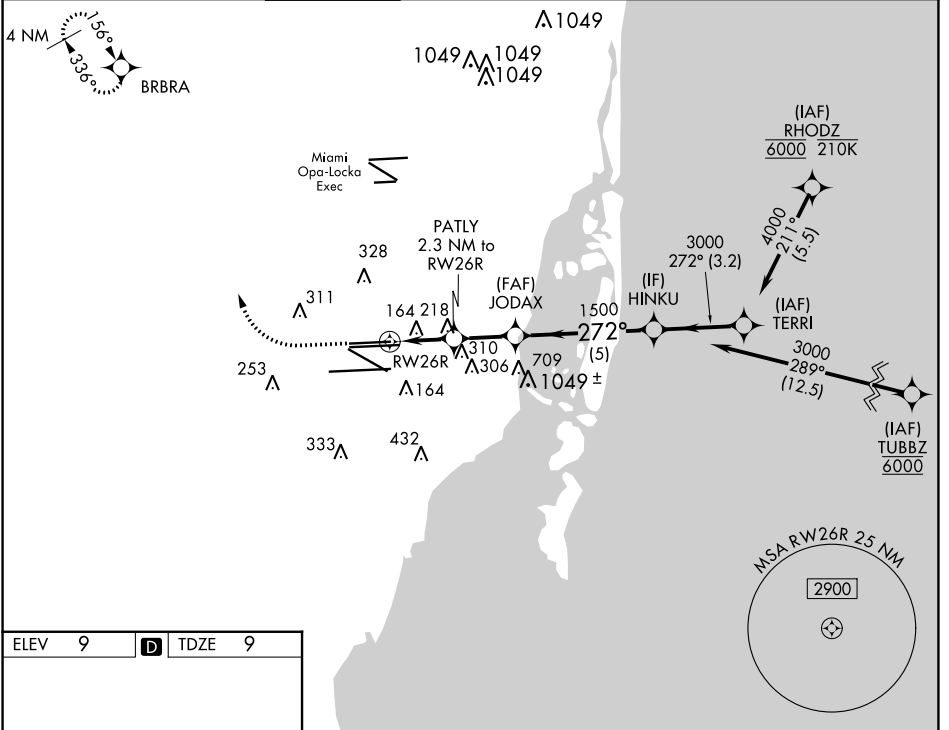 1049
1049 1049
1049
4 NM
156°
336°
BRBRA
(IAF)
RHODZ
6000 210K
Miami
Opa-Locka
Exec
4000
211°
(5.5)
PATLY
2.3 NM to
RW26R
328
3000
272° (3.2)
(FAF)
JODAX
(IF)
HINKU
311
164 218
1500
272°
(5)
(IAF)
TERRI
RW26R
310
306
709
1049 ±
253
164
3000
289°
(12.5)
333
432
(IAF)
TUBBZ
6000
MSA RW26R 25 NM
2900
ELEV 9 D TDZE 9